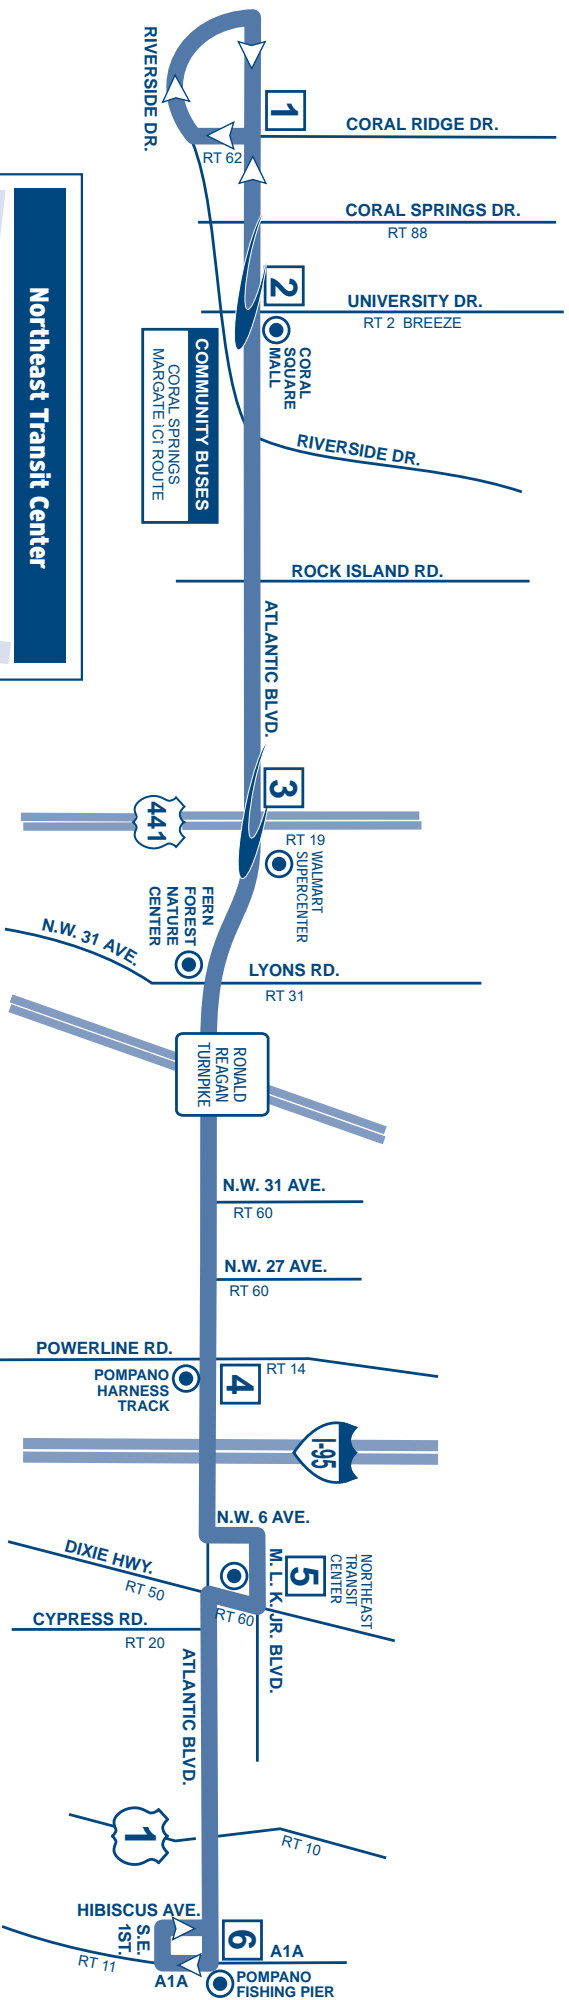 RIVERSIDE DR.
1
CORAL RIDGE DR.
RT 62
CORAL SPRINGS DR.
RT 88
2
UNIVERSITY DR.
RT 2 BREEZE
CORAL
SQUARE
MALL
COMMUNITY BUSES
CORAL SPRINGS
MARGATE ìCî ROUTE
Northeast Transit Center
RIVERSIDE DR.
ROCK ISLAND RD.
ATLANTIC BLVD.
3
441
RT 19
WALMART
SUPERCENTER
FERN
FOREST
NATURE
CENTER
N.W. 31 AVE.
LYONS RD.
RT 31
RONALD
REAGAN
TURNPIKE
N.W. 31 AVE.
RT 60
N.W. 27 AVE.
RT 60
POWERLINE RD.
RT 14
POMPANO
HARNESS
TRACK
4
I-95
N.W. 6 AVE.
DIXIE HWY.
RT 50
M. L. K. JR. BLVD.
5
NORTHEAST
TRANSIT
CENTER
RT 60
CYPRESS RD.
RT 20
ATLANTIC BLVD.
1
RT 10
HIBISCUS AVE.
S.E.
1ST.
6
A1A
RT 11
A1A
POMPANO
FISHING PIER